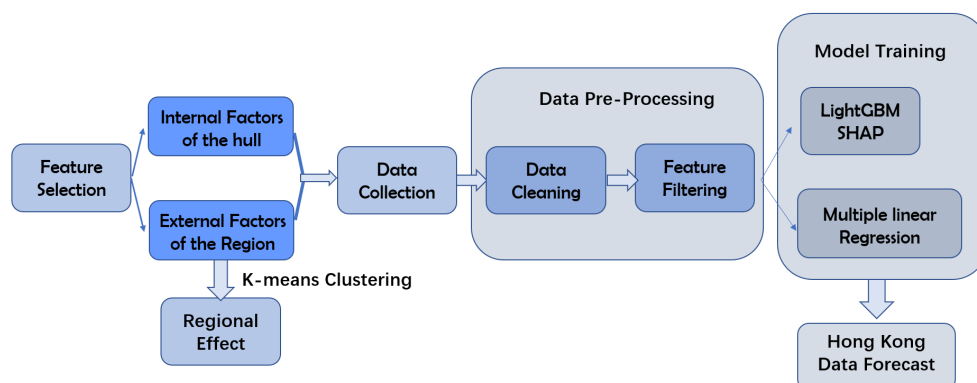 Feature
Selection
Internal Factors
of the hull
External Factors
of the Region
K-means Clustering
Regional
Effect
Data
Collection
Data Pre-Processing
Data
Cleaning
Feature
Filtering
Model Training
LightGBM
SHAP
Multiple linear
Regression
Hong Kong
Data Forecast